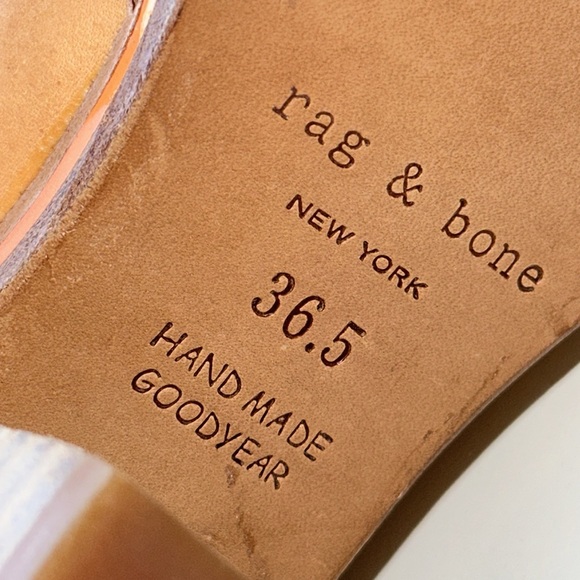 rag & bone
NEW YORK
36.5
HAND MADE
GOODYEAR